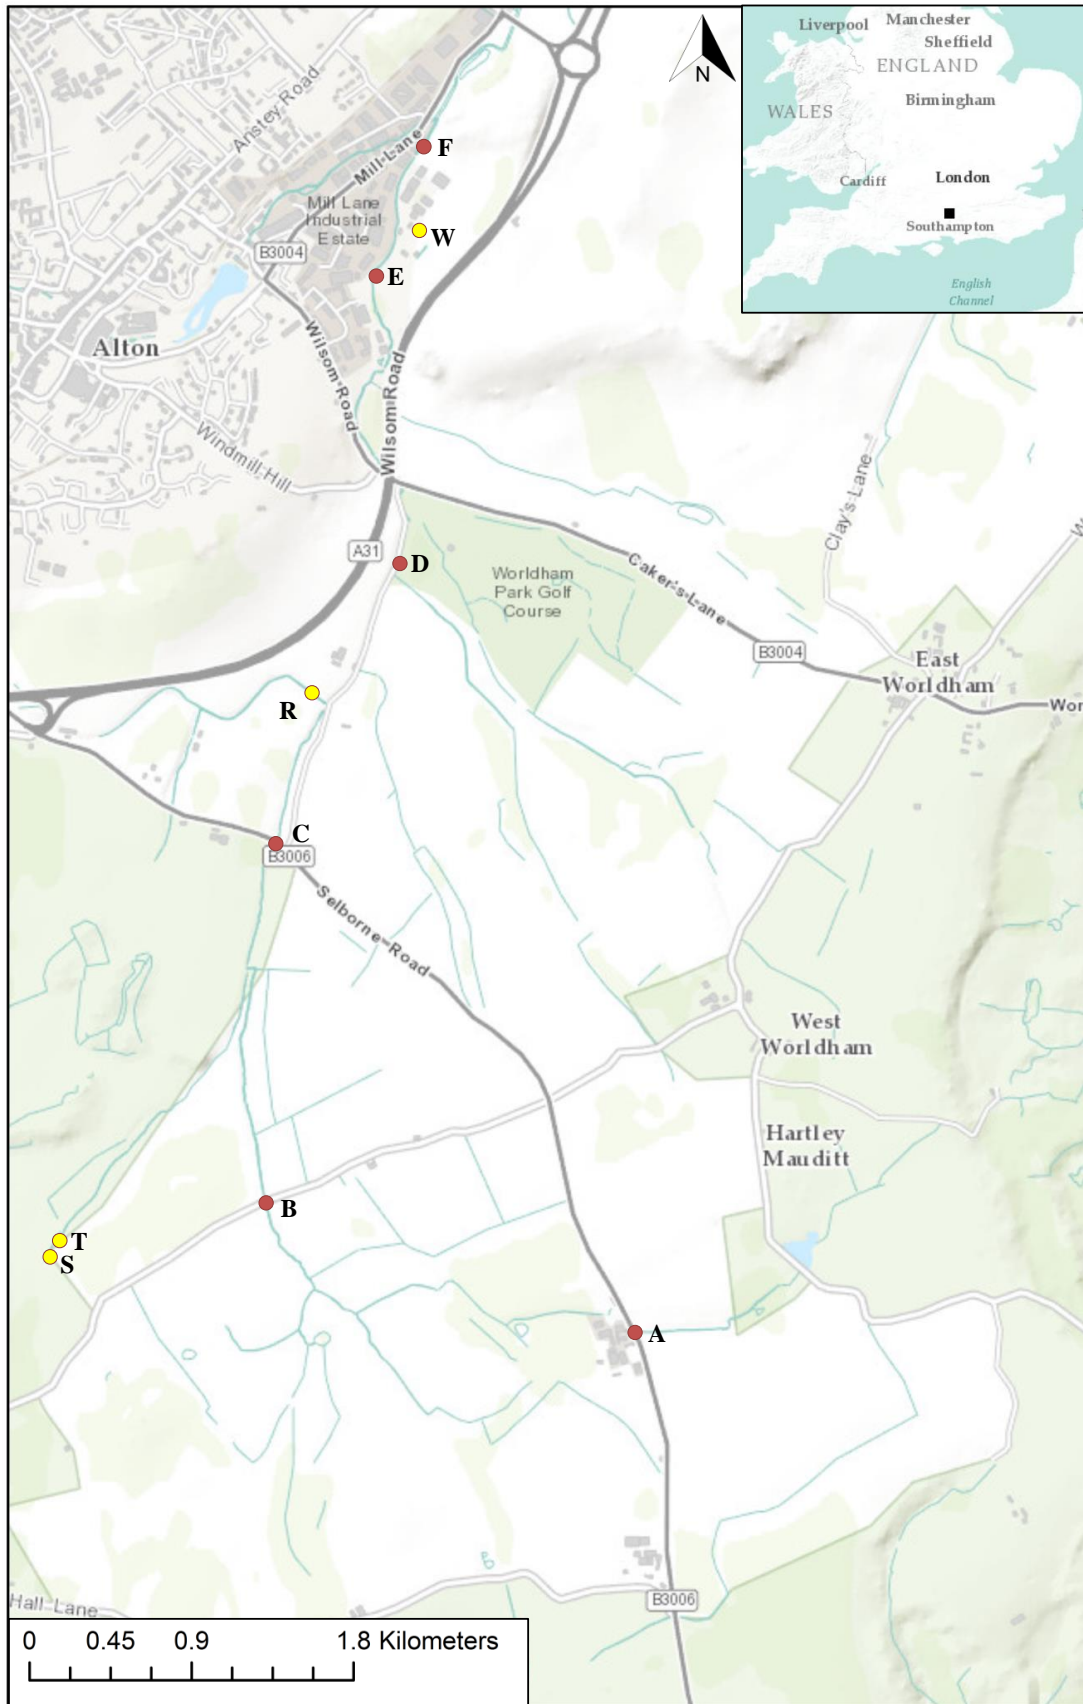 Liverpool
Manchester
Sheffield
ENGLAND
WALES
Birmingham
Cardiff
London
Southampton
English
Channel
N
Anstey Road
Mill Lane
F
Mill Lane
Industrial
Estate
W
B3004
E
Alton
Wilsom Road
Wilsom Road
Windmill Hill
Clay's Lane
A31
D
Worldham
Park Golf
Course
Caker's Lane
B3004
East
Worldham
Wor
R
C
B3006
Selborne Road
West
Worldham
Hartley
Mauditt
B
T
S
A
B3006
Hall Lane
0 0.45 0.9 1.8 Kilometers